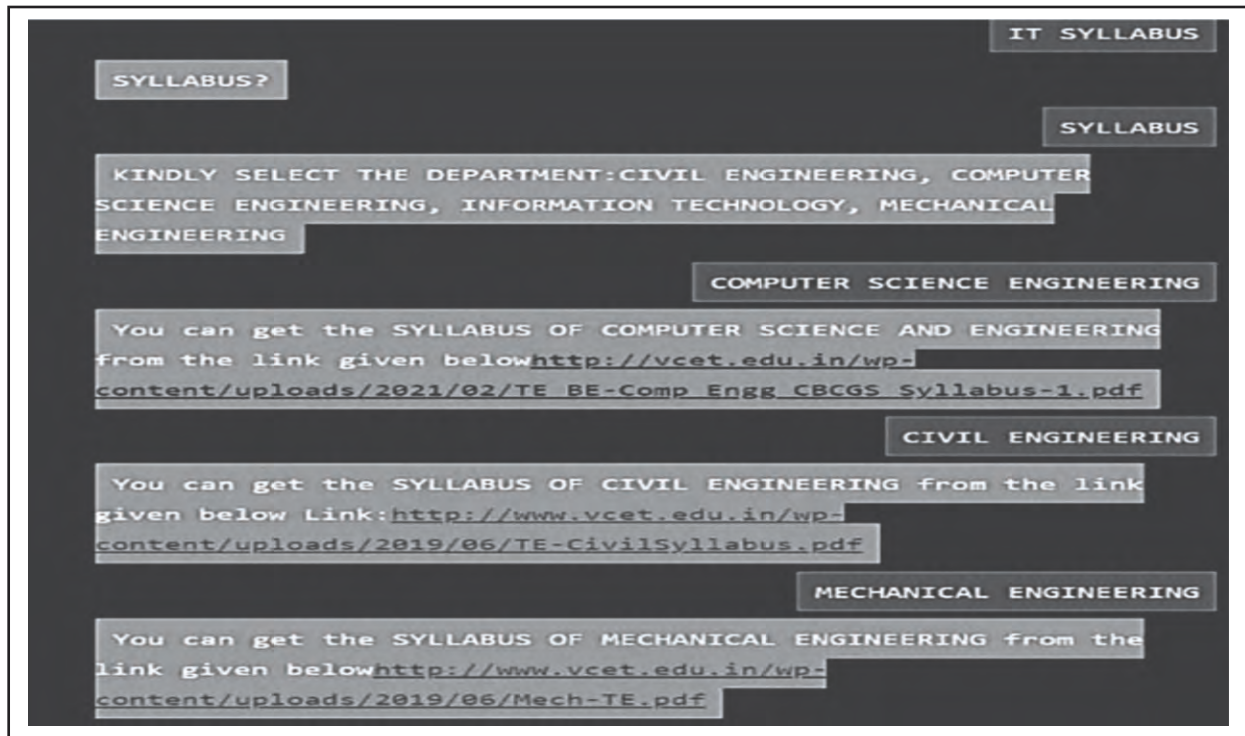 IT SYLLABUS
SYLLABUS?
SYLLABUS
KINDLY SELECT THE DEPARTMENT:CIVIL ENGINEERING, COMPUTER
SCIENCE ENGINEERING, INFORMATION TECHNOLOGY, MECHANICAL
ENGINEERING
COMPUTER SCIENCE ENGINEERING
You can get the SYLLABUS OF COMPUTER SCIENCE AND ENGINEERING
from the link given belowhttp://vcet.edu.in/wp-
content/uploads/2021/02/TE_BE-Comp_Engg_CBCGS_Syllabus-1.pdf
CIVIL ENGINEERING
You can get the SYLLABUS OF CIVIL ENGINEERING from the link
given below Link:http://www.vcet.edu.in/wp-
content/uploads/2019/06/TE-CivilSyllabus.pdf
MECHANICAL ENGINEERING
You can get the SYLLABUS OF MECHANICAL ENGINEERING from the
link given belowhttp://www.vcet.edu.in/wp-
content/uploads/2019/06/Mech-TE.pdf